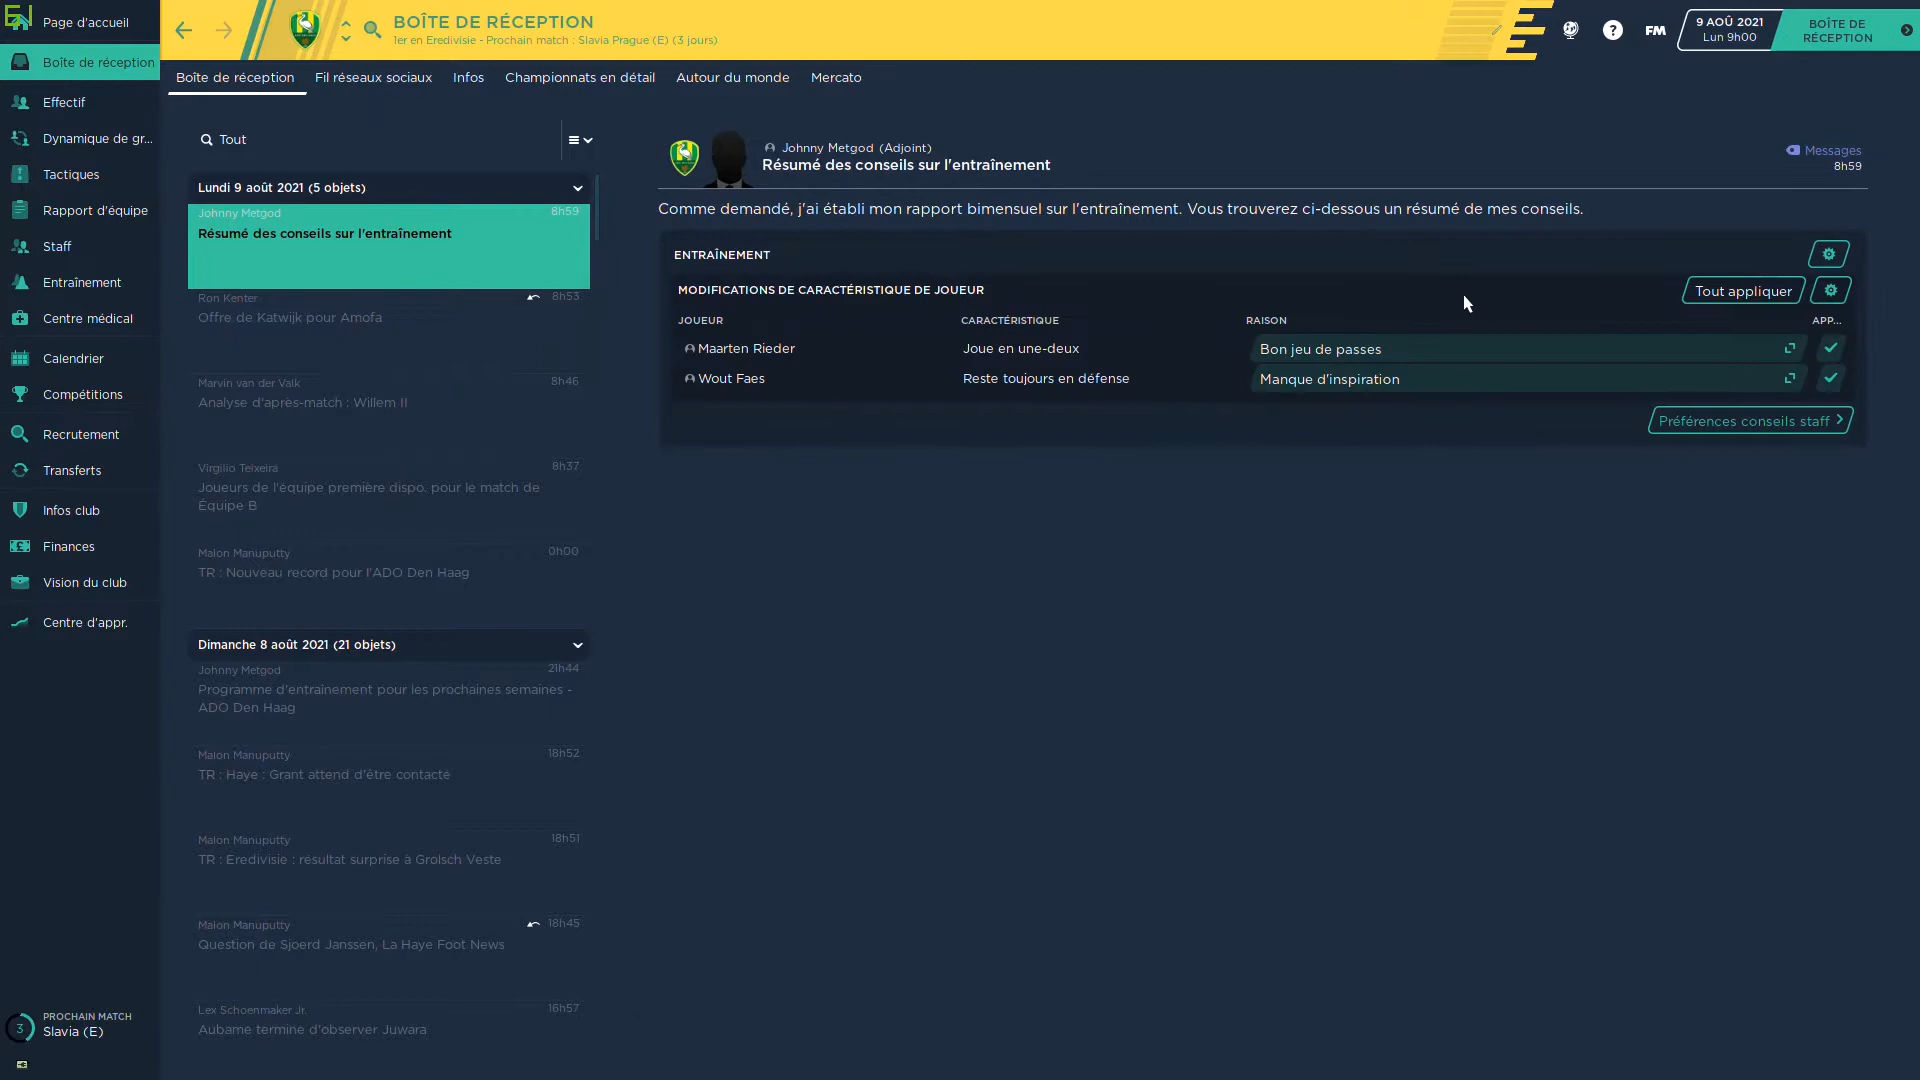 Page d'accueil
Boîte de réception
Effectif
Dynamique de gr...
Tactiques
Rapport d'équipe
Staff
Entraînement
Centre médical
Calendrier
Compétitions
Recrutement
Transferts
Infos club
Finances
Vision du club
Centre d'appr.
3
PROCHAIN MATCH
Slavia (E)
BOÎTE DE RÉCEPTION
1er en Eredivisie - Prochain match : Slavia Prague (E) (3 jours)
?
FM
9 AOÛ 2021
Lun 9h00
BOÎTE DE
RÉCEPTION
Boîte de réception Fil réseaux sociaux Infos Championnats en détail Autour du monde Mercato
Tout
Lundi 9 août 2021 (5 objets)
Johnny Metgod 8h59
Résumé des conseils sur l'entraînement
Ron Kenter 8h53
Offre de Katwijk pour Amofa
Marvin van der Valk 8h46
Analyse d'après-match : Willem II
Virgílio Teixeira 8h37
Joueurs de l'équipe première dispo. pour le match de
Équipe B
Malon Manuputty 0h00
TR : Nouveau record pour l'ADO Den Haag
Dimanche 8 août 2021 (21 objets)
Johnny Metgod 21h44
Programme d'entraînement pour les prochaines semaines -
ADO Den Haag
Malon Manuputty 18h52
TR : Haye : Grant attend d'être contacté
Malon Manuputty 18h51
TR : Eredivisie : résultat surprise à Grolsch Veste
Malon Manuputty 18h45
Question de Sjoerd Janssen, La Haye Foot News
Lex Schoenmaker Jr. 16h57
Aubame termine d'observer Juwara
Johnny Metgod (Adjoint)
Résumé des conseils sur l'entraînement
Messages
8h59
Comme demandé, j'ai établi mon rapport bimensuel sur l'entraînement. Vous trouverez ci-dessous un résumé de mes conseils.
ENTRAÎNEMENT
MODIFICATIONS DE CARACTÉRISTIQUE DE JOUEUR
Tout appliquer
JOUEUR CARACTÉRISTIQUE RAISON APP...
Maarten Rieder Joue en une-deux Bon jeu de passes
Wout Faes Reste toujours en défense Manque d'inspiration
Préférences conseils staff